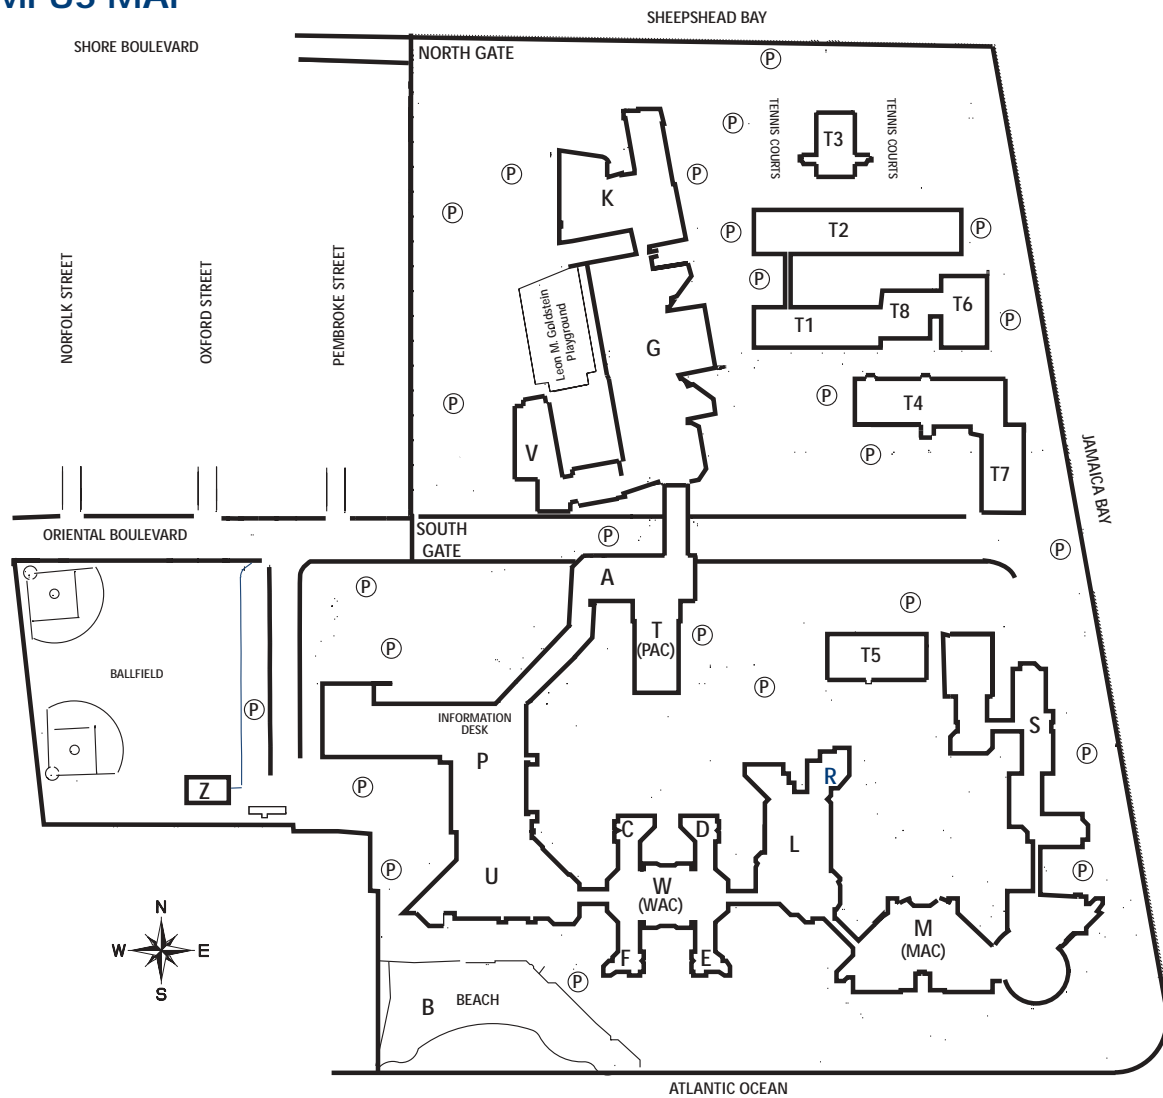 MPUS MAP
SHEEPSHEAD BAY
SHORE BOULEVARD
NORTH GATE
P
P
TENNIS COURTS
T3
TENNIS COURTS
P
P
K
P
P
T2
P
P
T1
T8
T6
P
NORFOLK STREET
OXFORD STREET
PEMBROKE STREET
Leon M. Goldstein
Playground
G
P
P
T4
V
P
T7
JAMAICA BAY
ORIENTAL BOULEVARD
SOUTH
GATE
P
P
A
P
P
T
(PAC)
P
P
T5
P
BALLFIELD
P
INFORMATION
DESK
S
P
P
R
Z
P
C
D
L
P
U
W
(WAC)
P
M
(MAC)
F
E
P
N
W
E
S
B
BEACH
ATLANTIC OCEAN